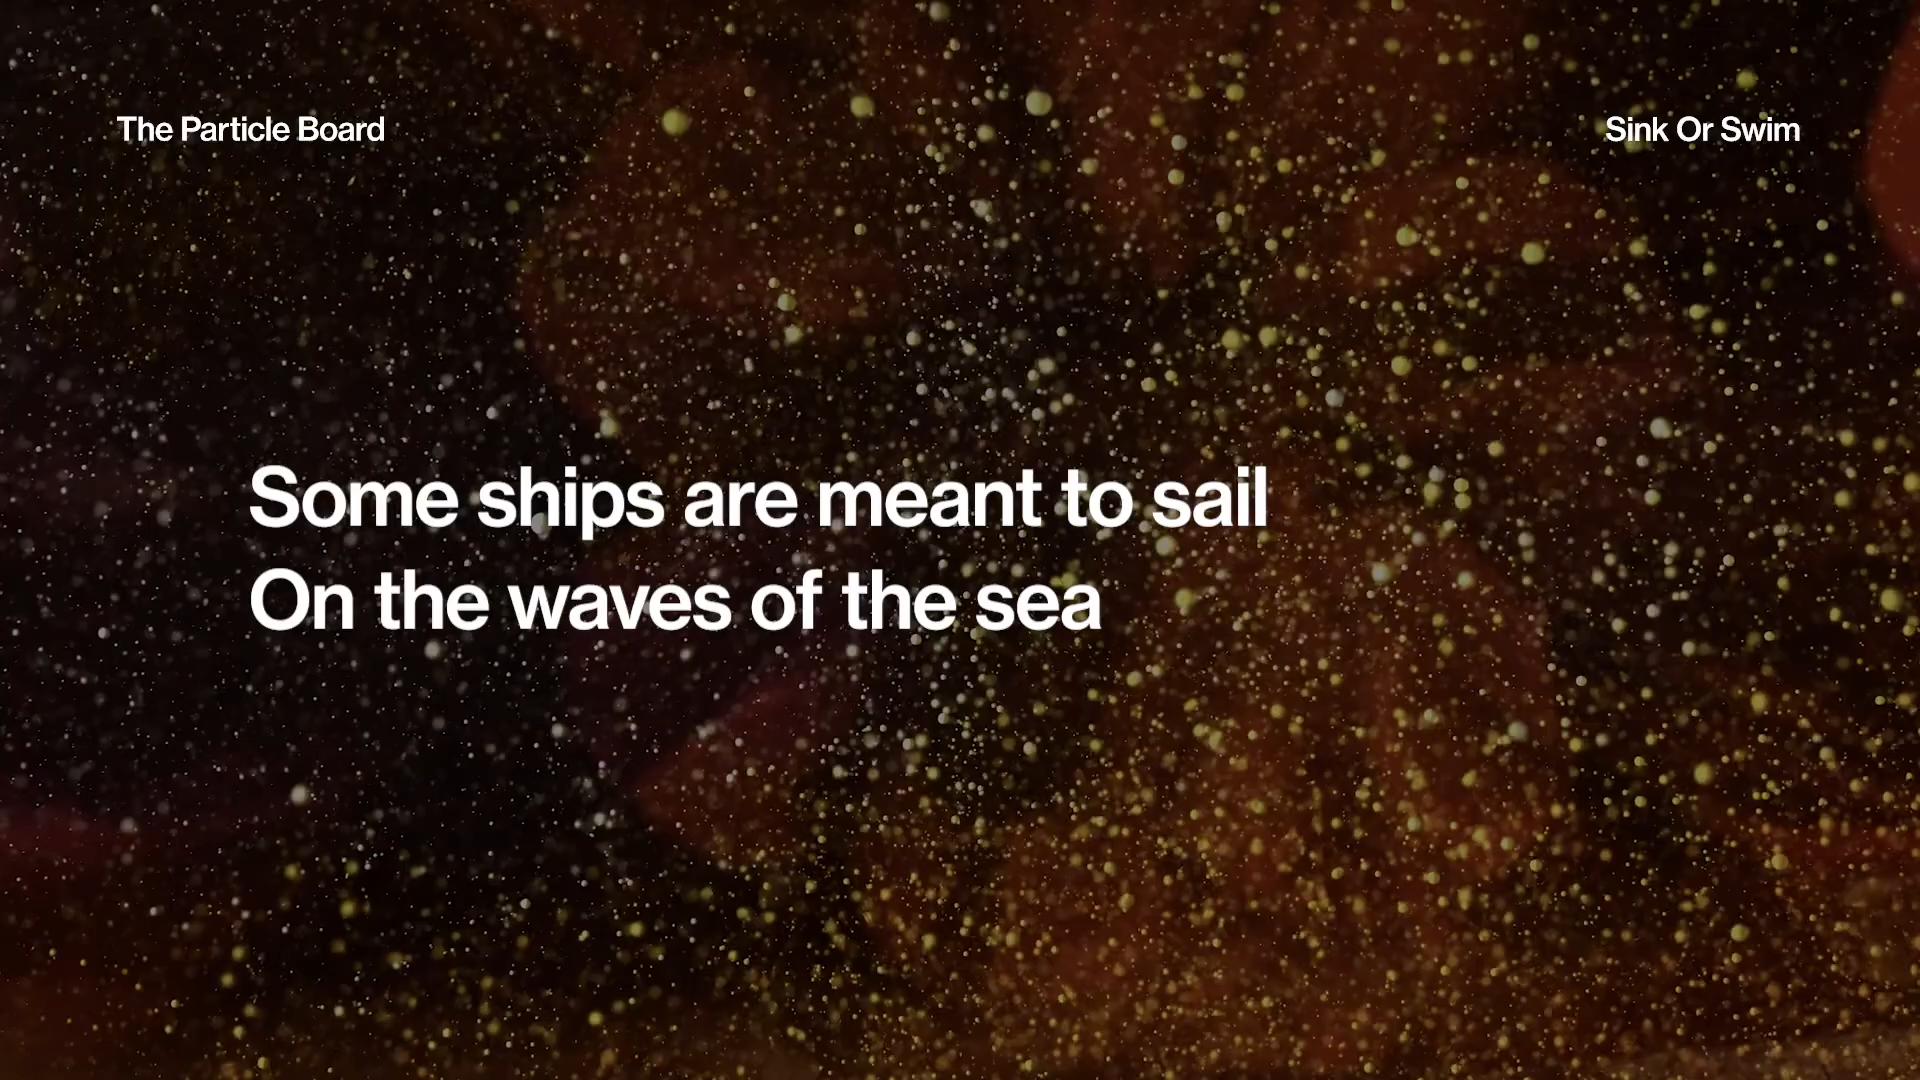 The Particle Board
Sink Or Swim
Some ships are meant to sail
On the waves of the sea